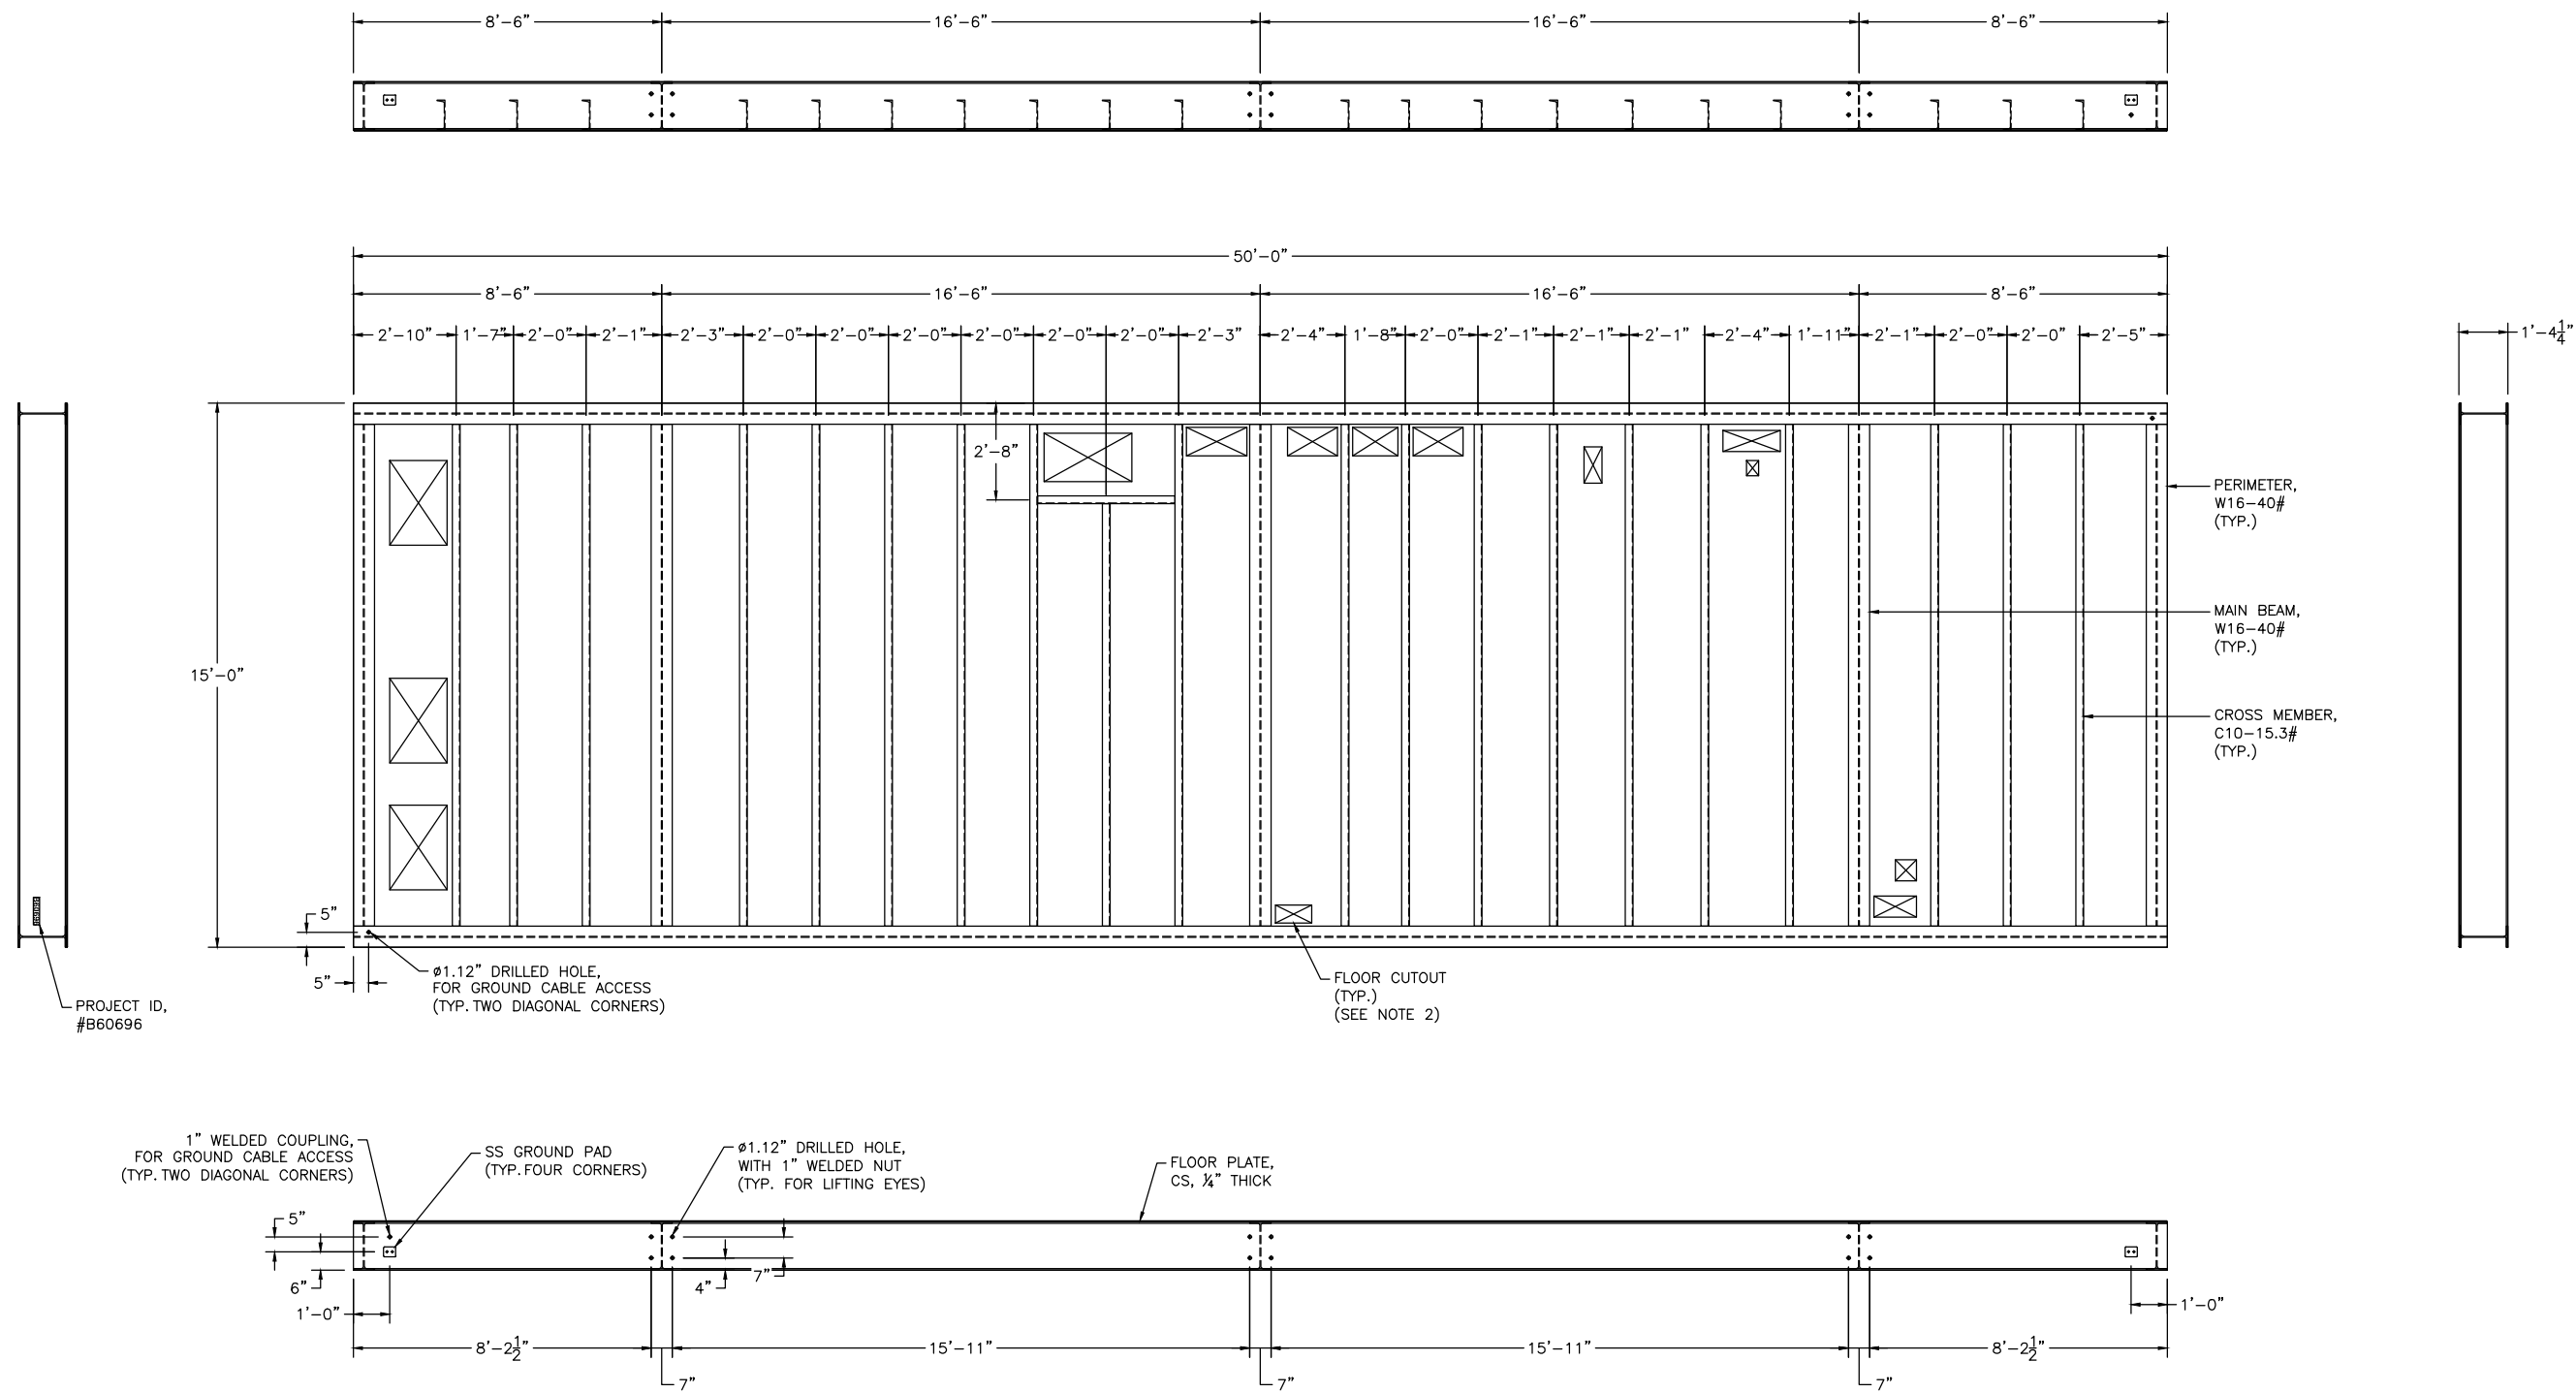 8'-6" 16'-6" 16'-6" 8'-6"
50'-0"
8'-6" 16'-6" 16'-6" 8'-6"
2'-10" 1'-7" 2'-0" 2'-1" 2'-3" 2'-0" 2'-0" 2'-0" 2'-0" 2'-0" 2'-0" 2'-3" 2'-4" 1'-8" 2'-0" 2'-1" 2'-1" 2'-1" 2'-4" 1'-11" 2'-1" 2'-0" 2'-0" 2'-5"
1'-4¼"
2'-8"
PERIMETER,
W16-40#
(TYP.)
MAIN BEAM,
W16-40#
(TYP.)
15'-0"
CROSS MEMBER,
C10-15.3#
(TYP.)
B60696
5"
5"
PROJECT ID,
#B60696
ø1.12" DRILLED HOLE,
FOR GROUND CABLE ACCESS
(TYP. TWO DIAGONAL CORNERS)
FLOOR CUTOUT
(TYP.)
(SEE NOTE 2)
1" WELDED COUPLING,
FOR GROUND CABLE ACCESS
(TYP. TWO DIAGONAL CORNERS)
SS GROUND PAD
(TYP. FOUR CORNERS)
ø1.12" DRILLED HOLE,
WITH 1" WELDED NUT
(TYP. FOR LIFTING EYES)
FLOOR PLATE,
CS, ¼" THICK
5"
6"
4"
7"
1'-0"
1'-0"
8'-2½" 15'-11" 15'-11" 8'-2½"
7" 7" 7"